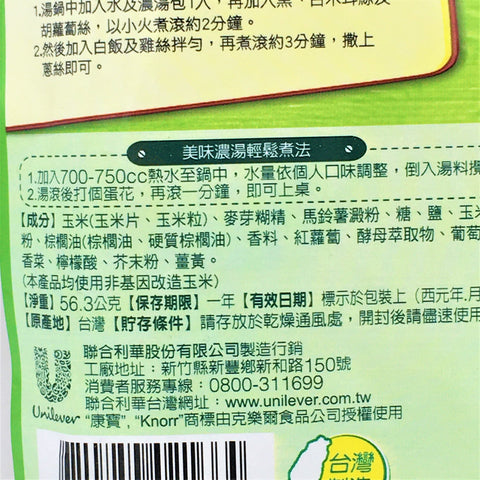 1.湯鍋中加入水及濃湯包1入,再加入黑、白木耳絲及
胡蘿蔔絲,以小火煮滾約2分鐘。
2.然後加入白飯及雞絲拌勻,再煮滾約3分鐘,撒上
蔥絲即可。
美味濃湯輕鬆煮法
1.加入700-750cc熱水至鍋中,水量依個人口味調整,倒入湯料攪
2.湯滾後打個蛋花,再滾一分鐘,即可上桌。
【成分】玉米(玉米片、玉米粒)、麥芽糊精、馬鈴薯澱粉、糖、鹽、玉米
粉、棕櫚油(棕櫚油、硬質棕櫚油)、香料、紅蘿蔔、酵母萃取物、葡萄
香菜、檸檬酸、芥末粉、薑黃。
(本產品均使用非基因改造玉米)
【淨重】56.3公克【保存期限】一年【有效日期】標示於包裝上(西元年.月
【原產地】台灣【貯存條件】請存放於乾燥通風處,開封後請儘速使用
聯合利華股份有限公司製造行銷
工廠地址:新竹縣新豐鄉新和路150號
消費者服務專線:0800-311699
聯合利華台灣網址:www.unilever.com.tw
Unilever "康寶", "Knorr"商標由克樂爾食品公司授權使用
台灣